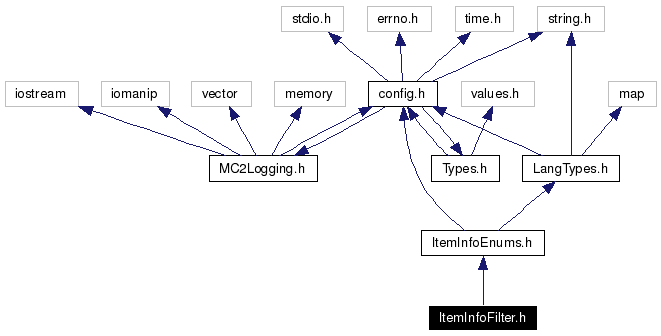 stdio.h errno.h time.h string.h
iostream iomanip vector memory config.h values.h map
MC2Logging.h Types.h LangTypes.h
ItemInfoEnums.h
ItemInfoFilter.h